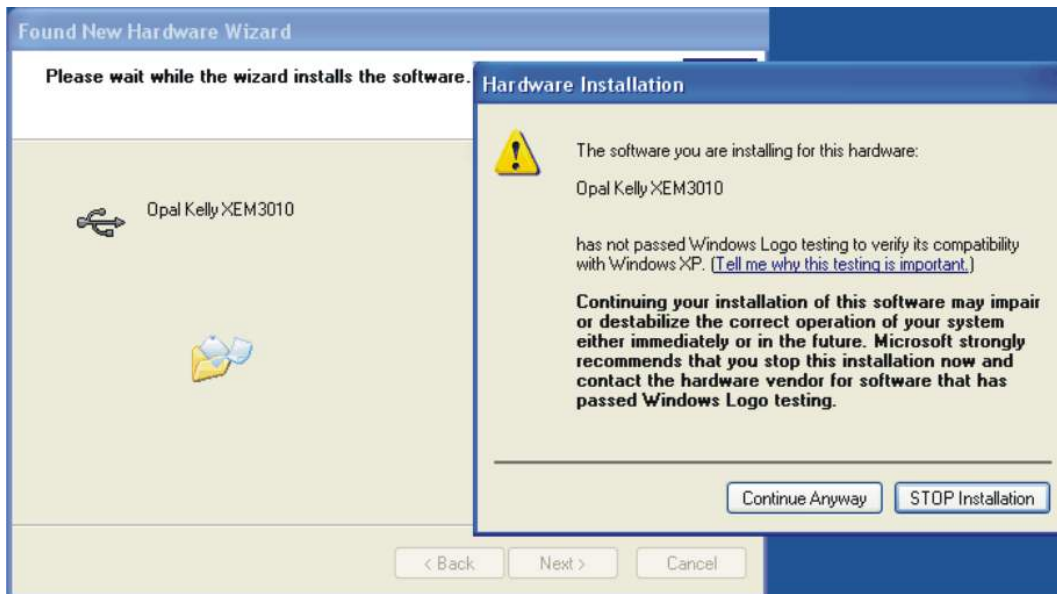 Found New Hardware Wizard
Please wait while the wizard installs the software.
Opal Kelly XEM3010
< Back
Next >
Cancel
Hardware Installation
The software you are installing for this hardware:
Opal Kelly XEM3010
has not passed Windows Logo testing to verify its compatibility
with Windows XP. (Tell me why this testing is important.)
Continuing your installation of this software may impair
or destabilize the correct operation of your system
either immediately or in the future. Microsoft strongly
recommends that you stop this installation now and
contact the hardware vendor for software that has
passed Windows Logo testing.
Continue Anyway
STOP Installation